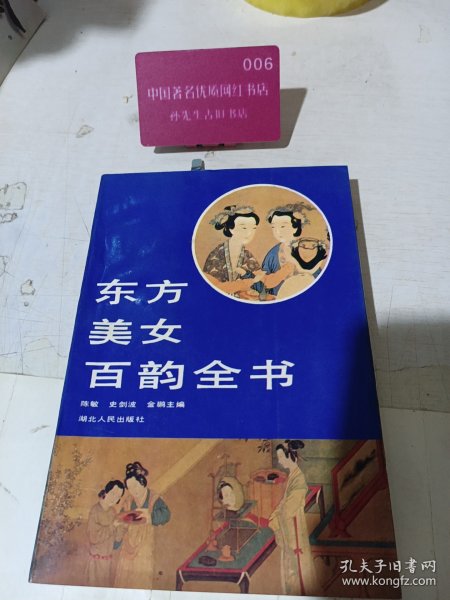 006
中国著名优质网红书店
孙先生古旧书店
东方
美女
百韵全书
陈敏 史剑波 金鹏主编
湖北人民出版社
孔夫子旧书网
www.kongfz.com